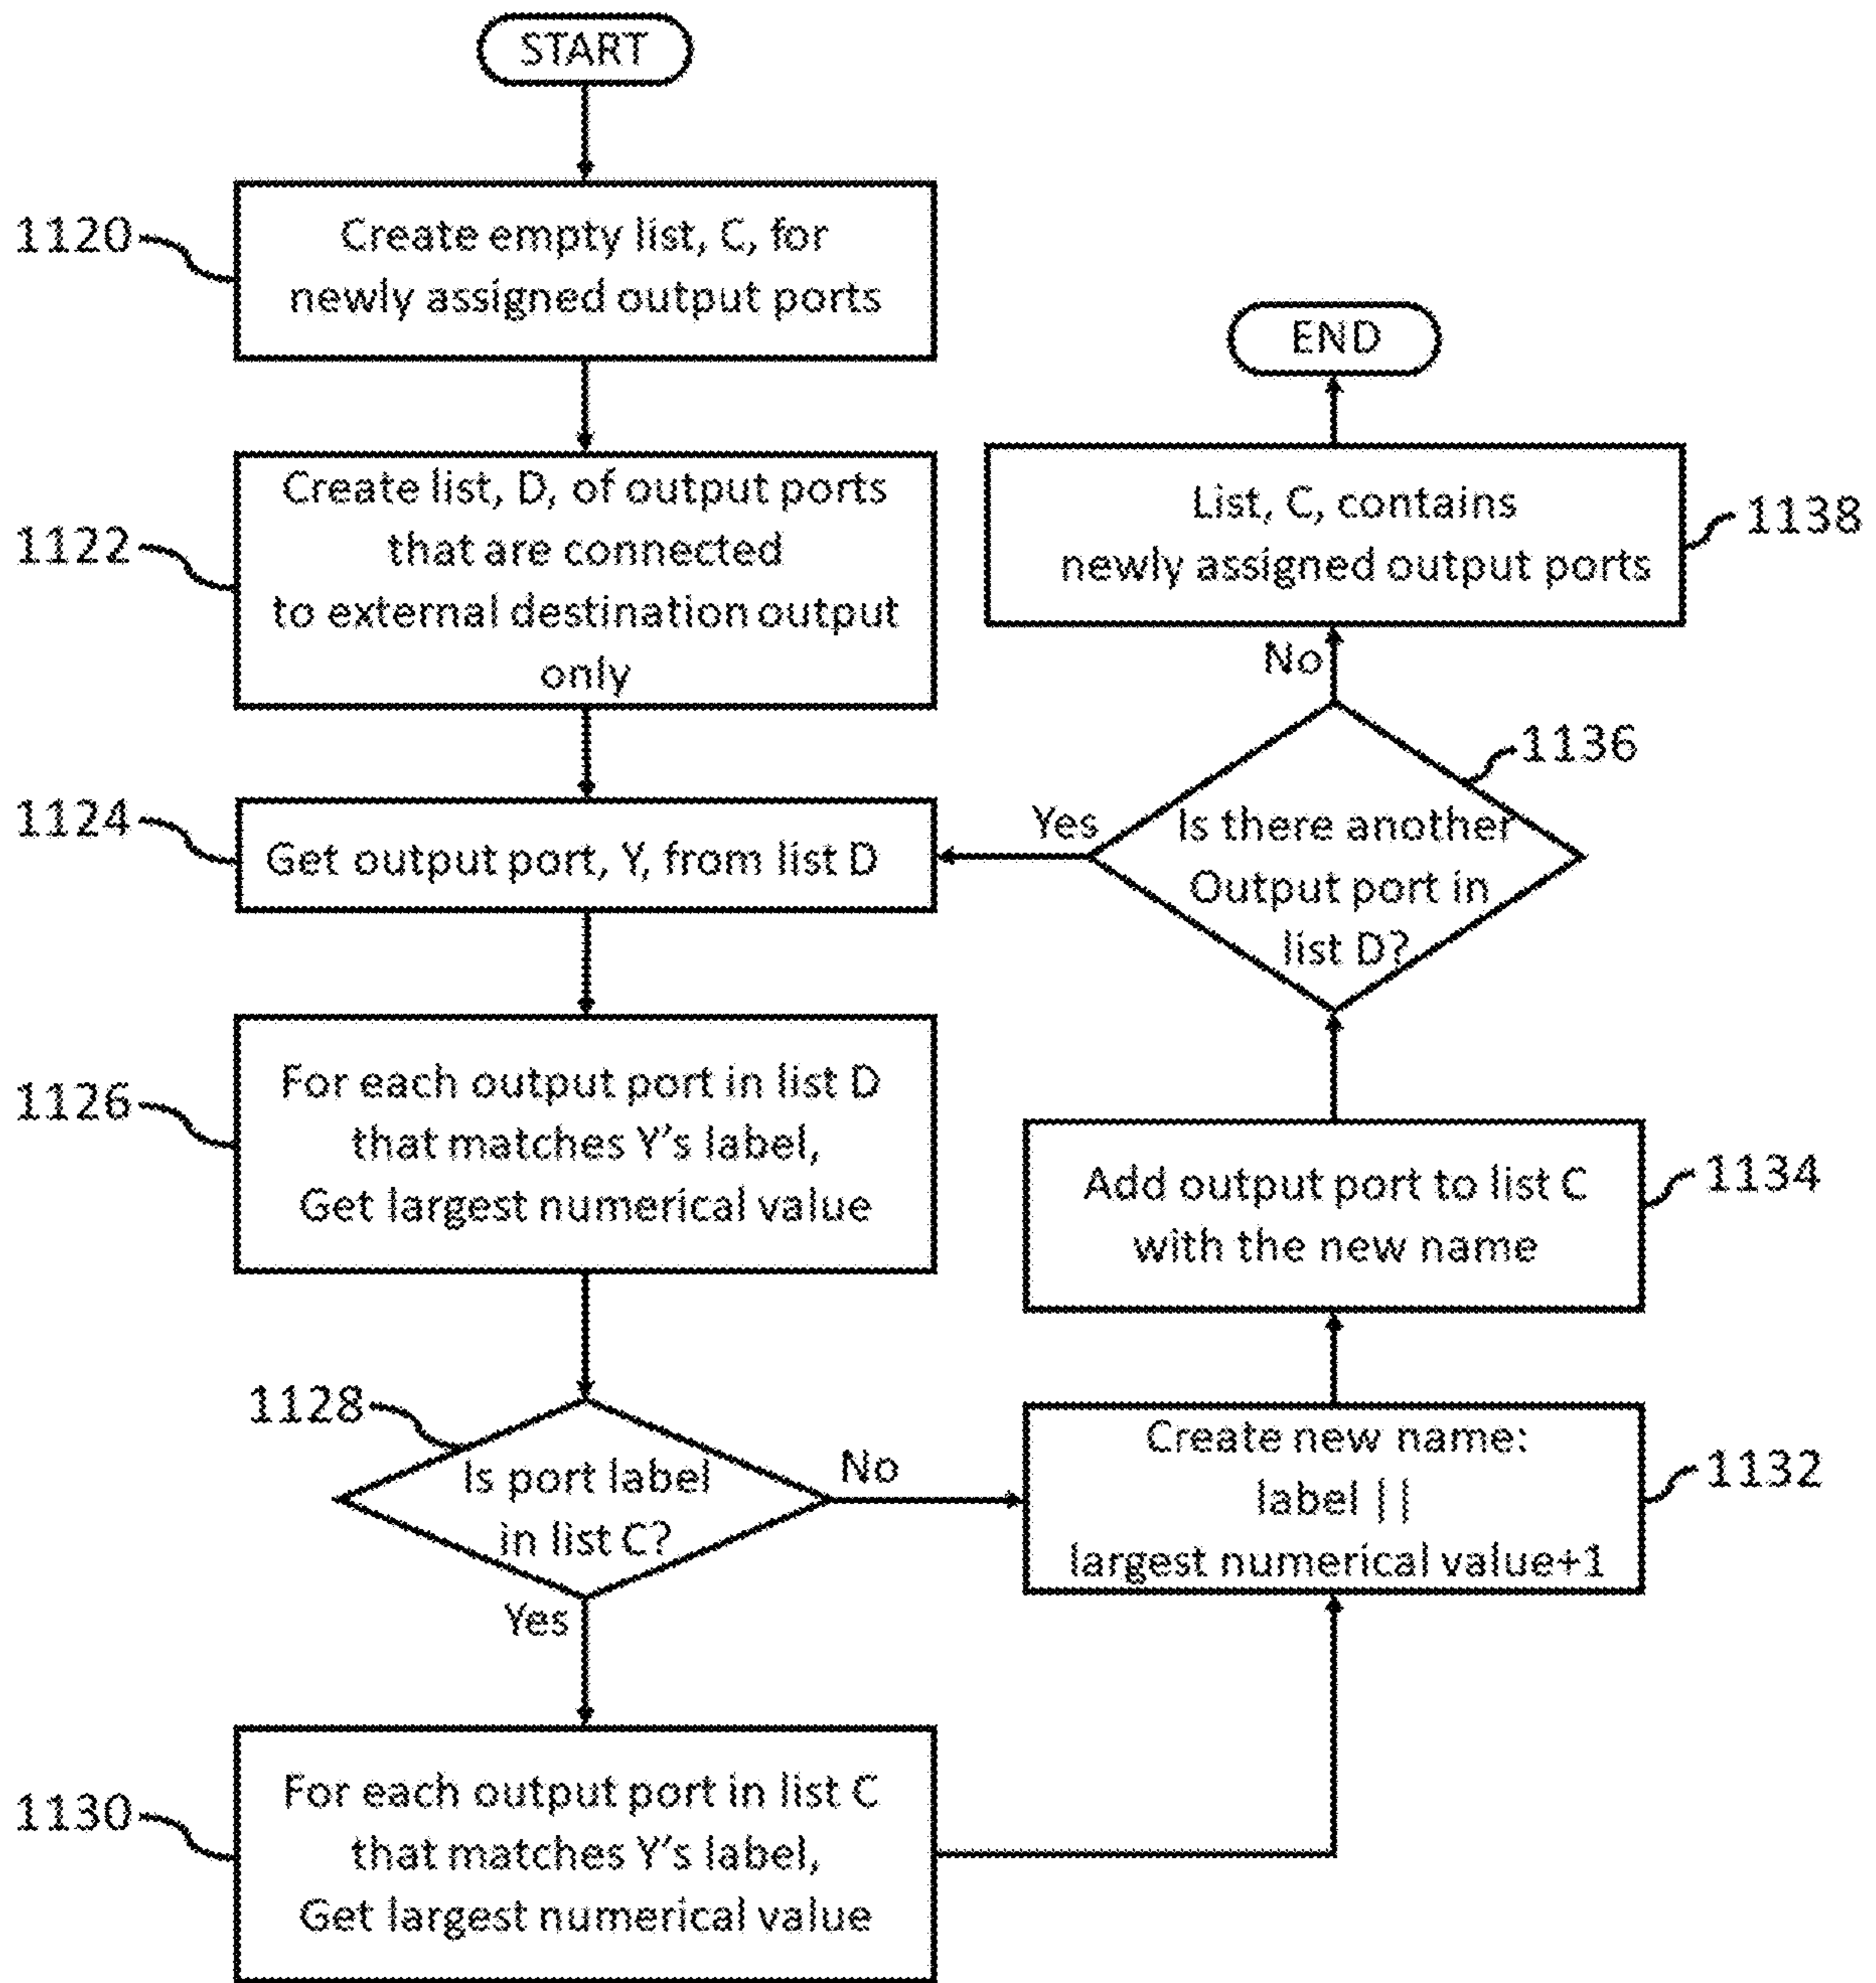 START
1120
Create empty list, C, for
newly assigned output ports
1122
Create list, D, of output ports
that are connected
to external destination output
only
1124
Get output port, Y, from list D
1126
For each output port in list D
that matches Y's label,
Get largest numerical value
1128
Is port label
in list C?
No
Yes
1130
For each output port in list C
that matches Y's label,
Get largest numerical value
Create new name:
label ||
largest numerical value+1
1132
Add output port to list C
with the new name
1134
Is there another
Output port in
list D?
1136
Yes
No
List, C, contains
newly assigned output ports
1138
END